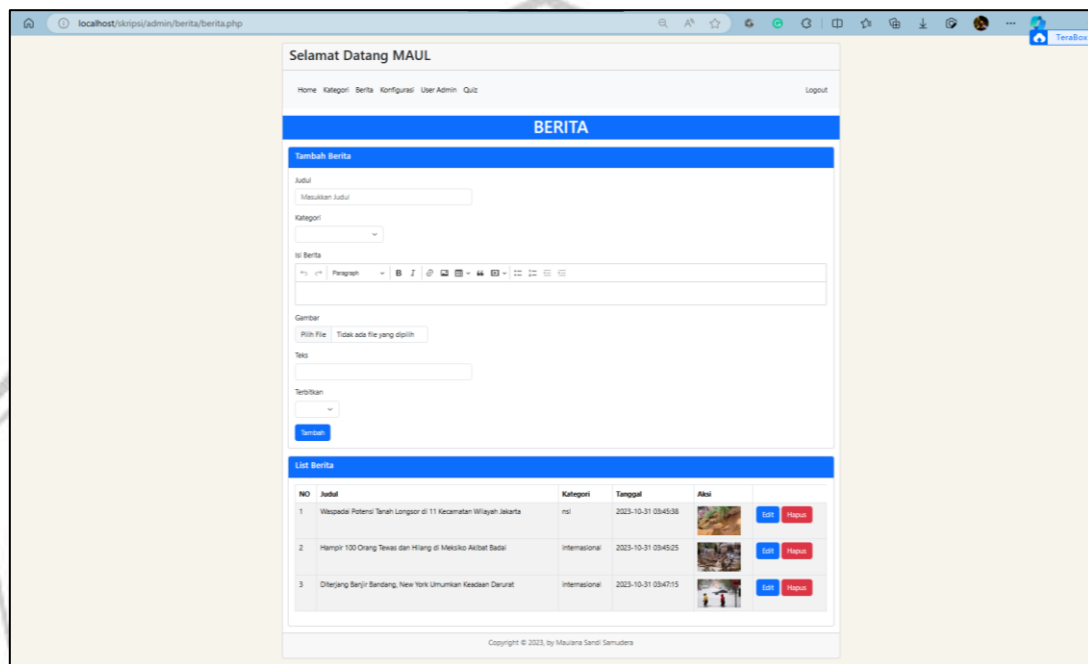 localhost/skripsi/admin/berita/berita.php
TeraBox
Selamat Datang MAUL
Home Kategori Berita Konfigurasi User Admin Quiz Logout
BERITA
Tambah Berita
Judul
Masukkan Judul
Kategori
Isi Berita
Paragraph B I
Gambar
Pilih File Tidak ada file yang dipilih
Teks
Terbitkan
Tambah
List Berita
NO Judul Kategori Tanggal Aksi
1 Waspadai Potensi Tanah Longsor di 11 Kecamatan Wilayah Jakarta nsl 2023-10-31 03:45:38 Edit Hapus
2 Hampir 100 Orang Tewas dan Hilang di Meksiko Akibat Badai internasional 2023-10-31 03:45:25 Edit Hapus
3 Diterjang Banjir Bandang, New York Umumkan Keadaan Darurat internasional 2023-10-31 03:47:15 Edit Hapus
Copyright © 2023, by Maulana Sandi Samudera